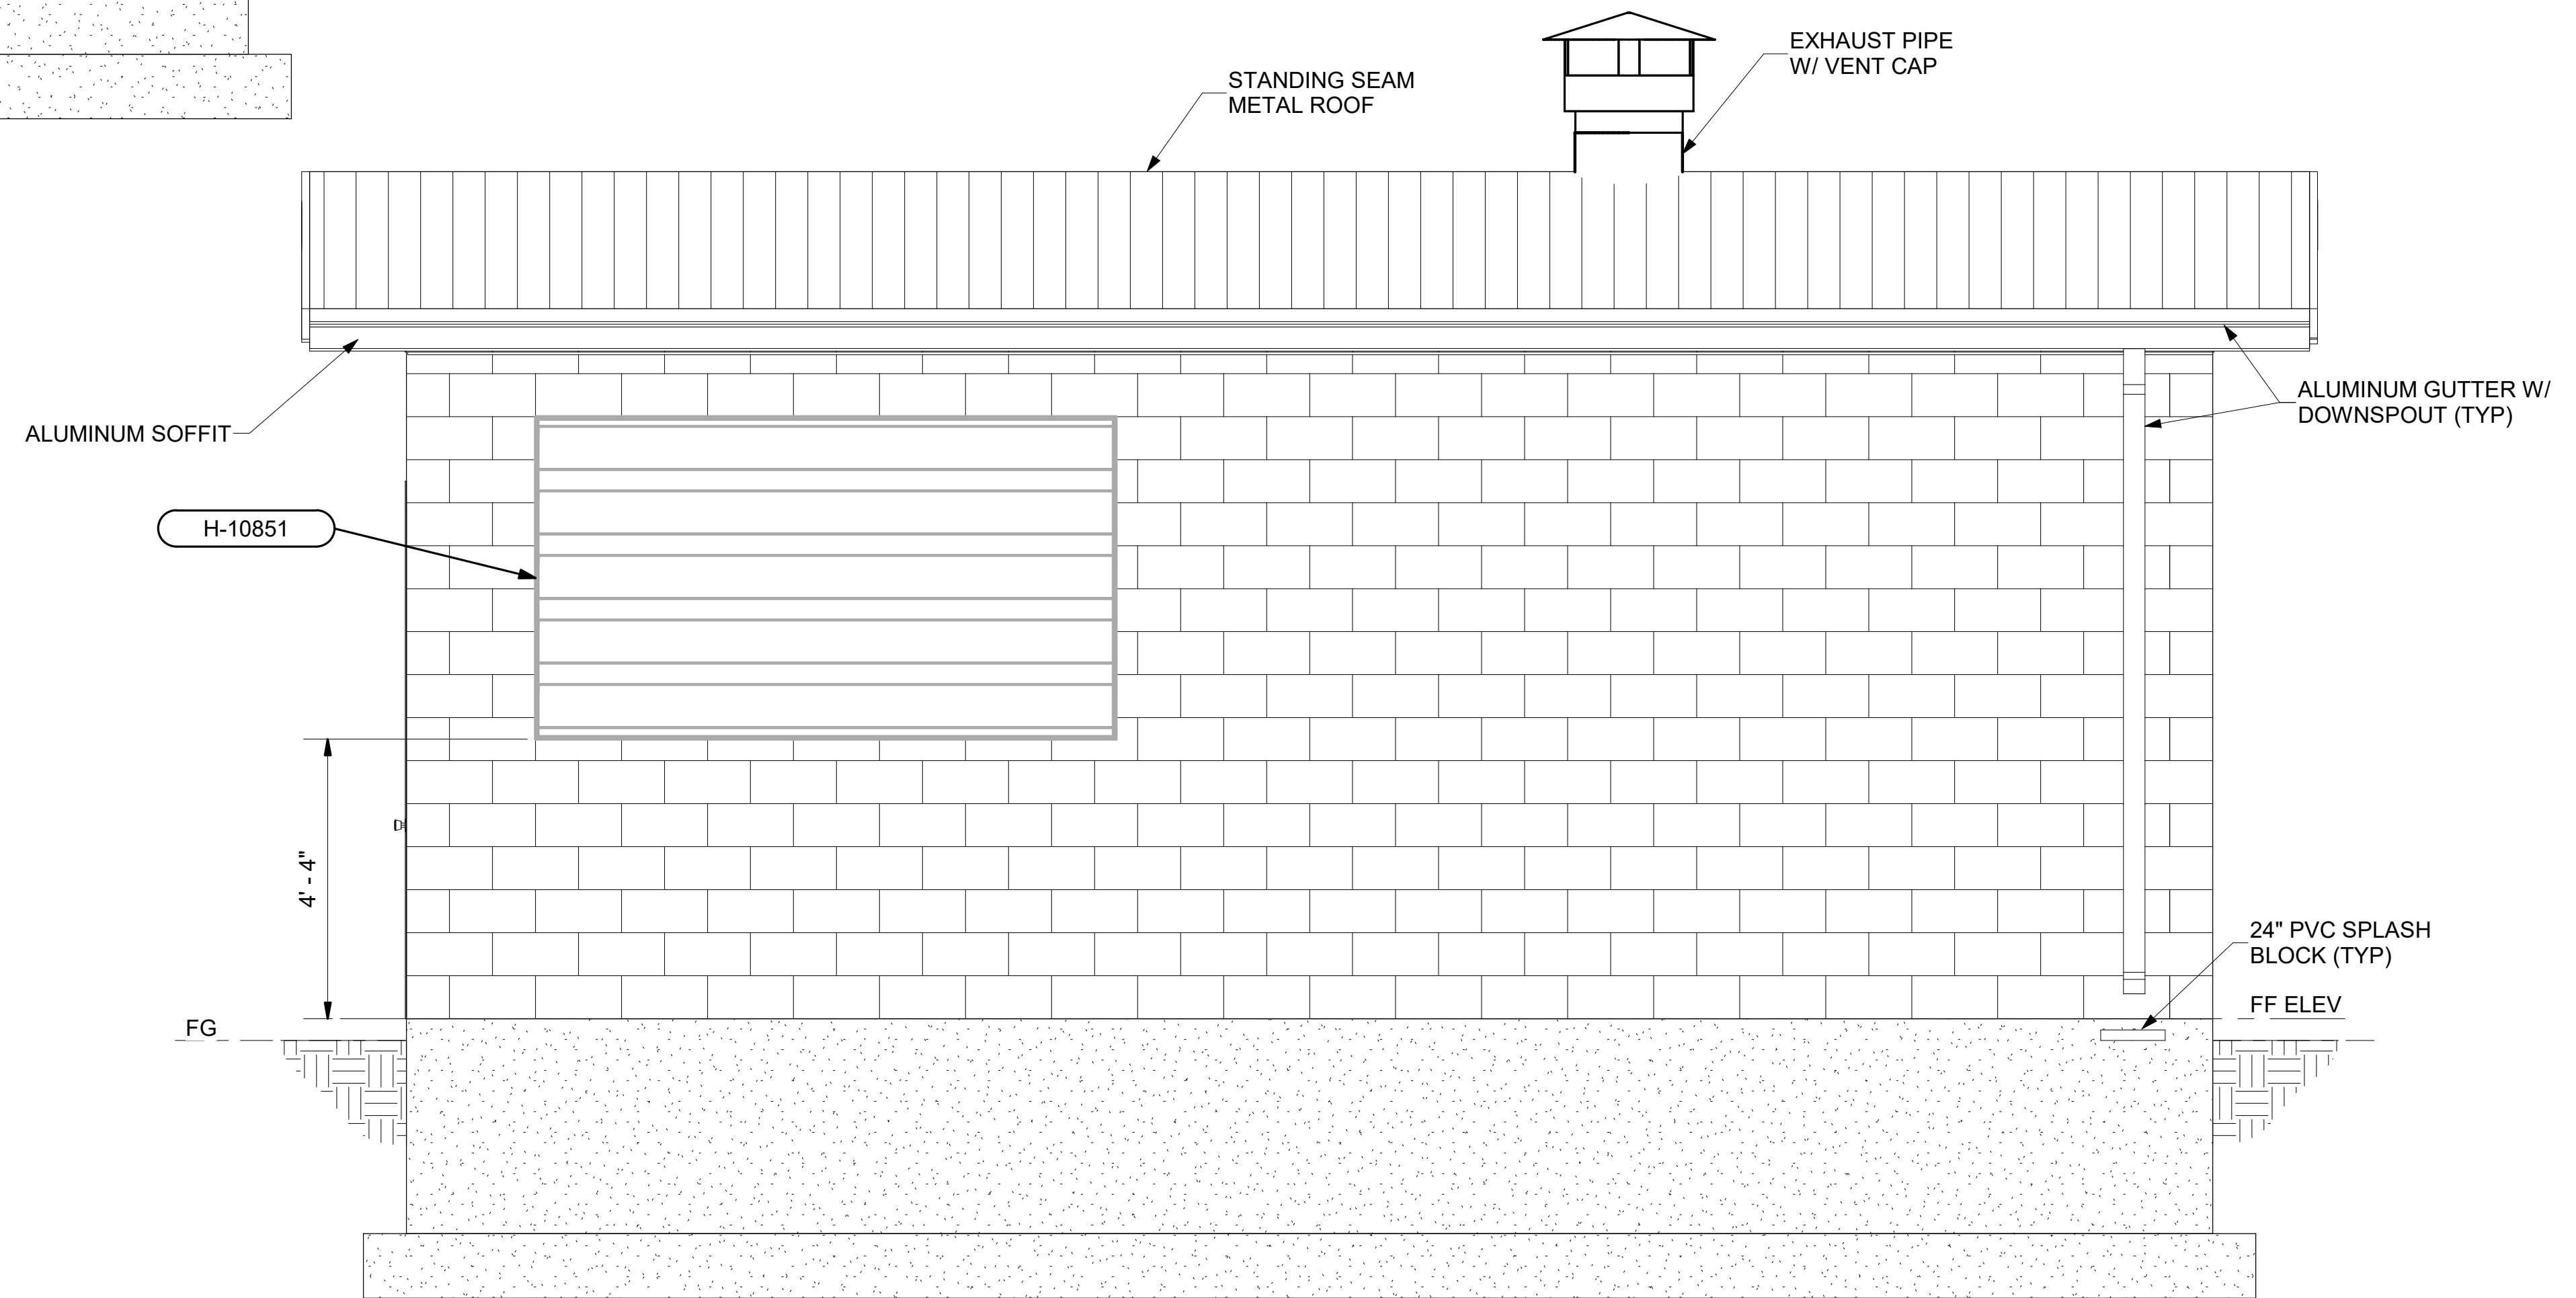 EXHAUST PIPE
W/ VENT CAP
STANDING SEAM
METAL ROOF
ALUMINUM GUTTER W/
DOWNSPOUT (TYP)
ALUMINUM SOFFIT
H-10851
4' - 4"
24" PVC SPLASH
BLOCK (TYP)
FF ELEV
FG